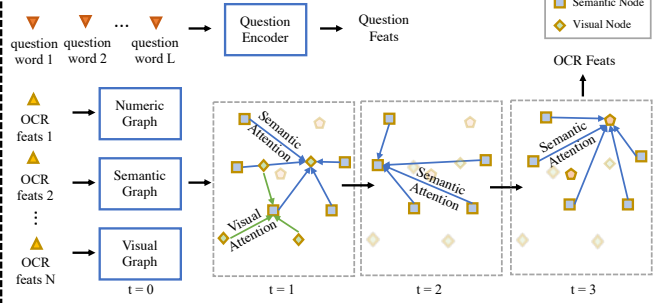 Semantic Node
Visual Node
question
word 1
question
word 2
...
question
word L
Question
Encoder
Question
Feats
OCR Feats
OCR
feats 1
Numeric
Graph
OCR
feats 2
Semantic
Graph
OCR
feats N
Visual
Graph
Semantic
Attention
Visual
Attention
Semantic
Attention
Semantic
Attention
t = 0
t = 1
t = 2
t = 3